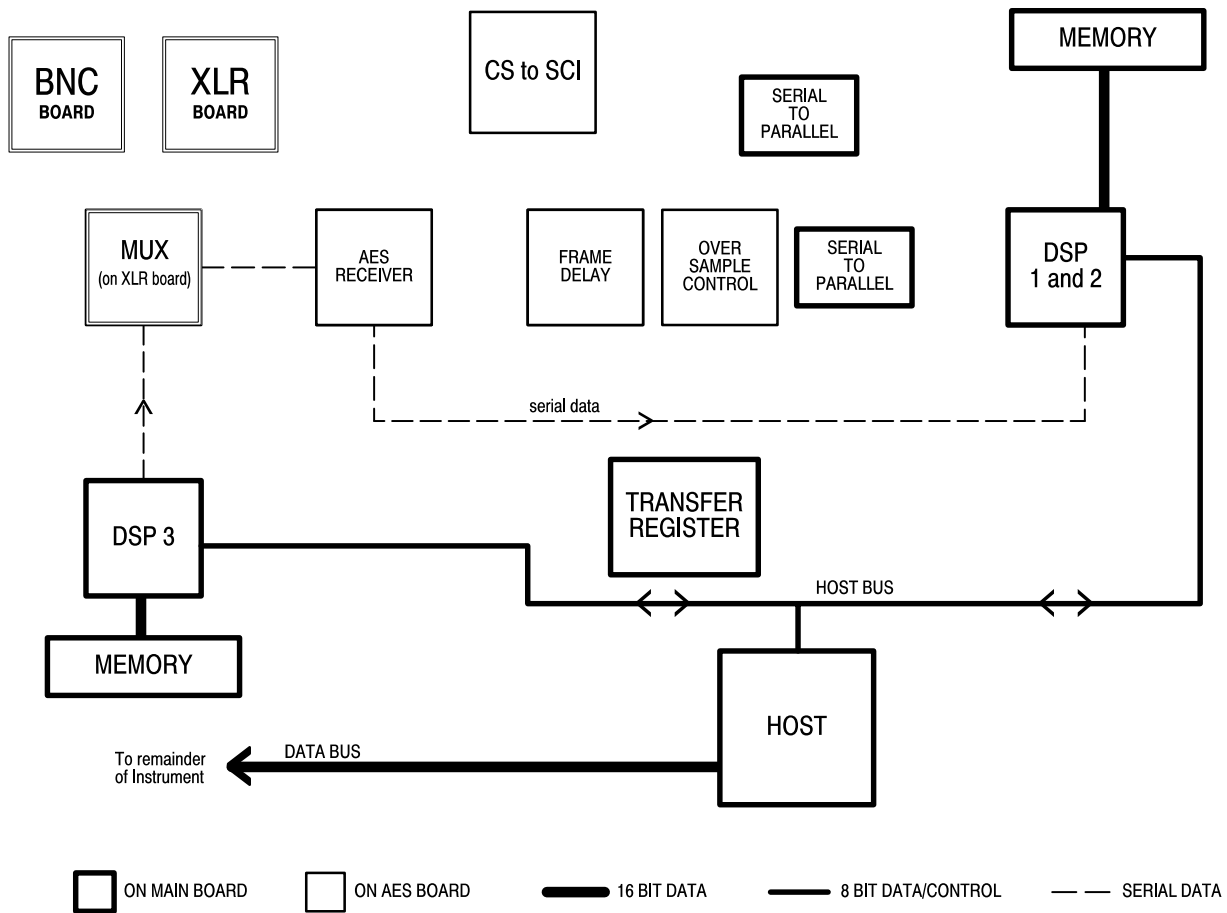 BNC
BOARD
XLR
BOARD
CS to SCI
MEMORY
SERIAL
TO
PARALLEL
MUX
(on XLR board)
AES
RECEIVER
FRAME
DELAY
OVER
SAMPLE
CONTROL
SERIAL
TO
PARALLEL
DSP
1 and 2
serial data
DSP 3
TRANSFER
REGISTER
HOST BUS
MEMORY
HOST
To remainder
of Instrument
DATA BUS
ON MAIN BOARD
ON AES BOARD
16 BIT DATA
8 BIT DATA/CONTROL
SERIAL DATA